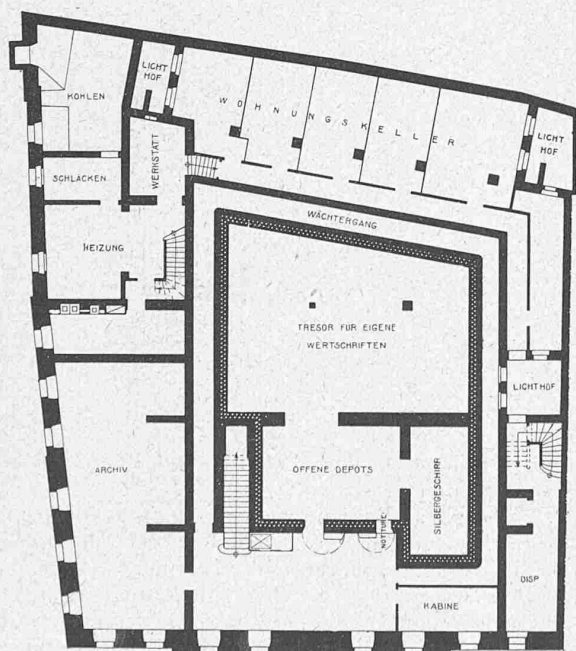 LICHT
HOF
KOHLEN
WOHNUNGSKELLER
LICHT
HOF
WERKSTATT
SCHLACKEN
WÄCHTERGANG
HEIZUNG
TRESOR FÜR EIGENE
WERTSCHRIFTEN
LICHTHOF
ARCHIV
OFFENE DEPOTS
SILBERGESCHIRR
NOTTÜRE
DISP
KABINE